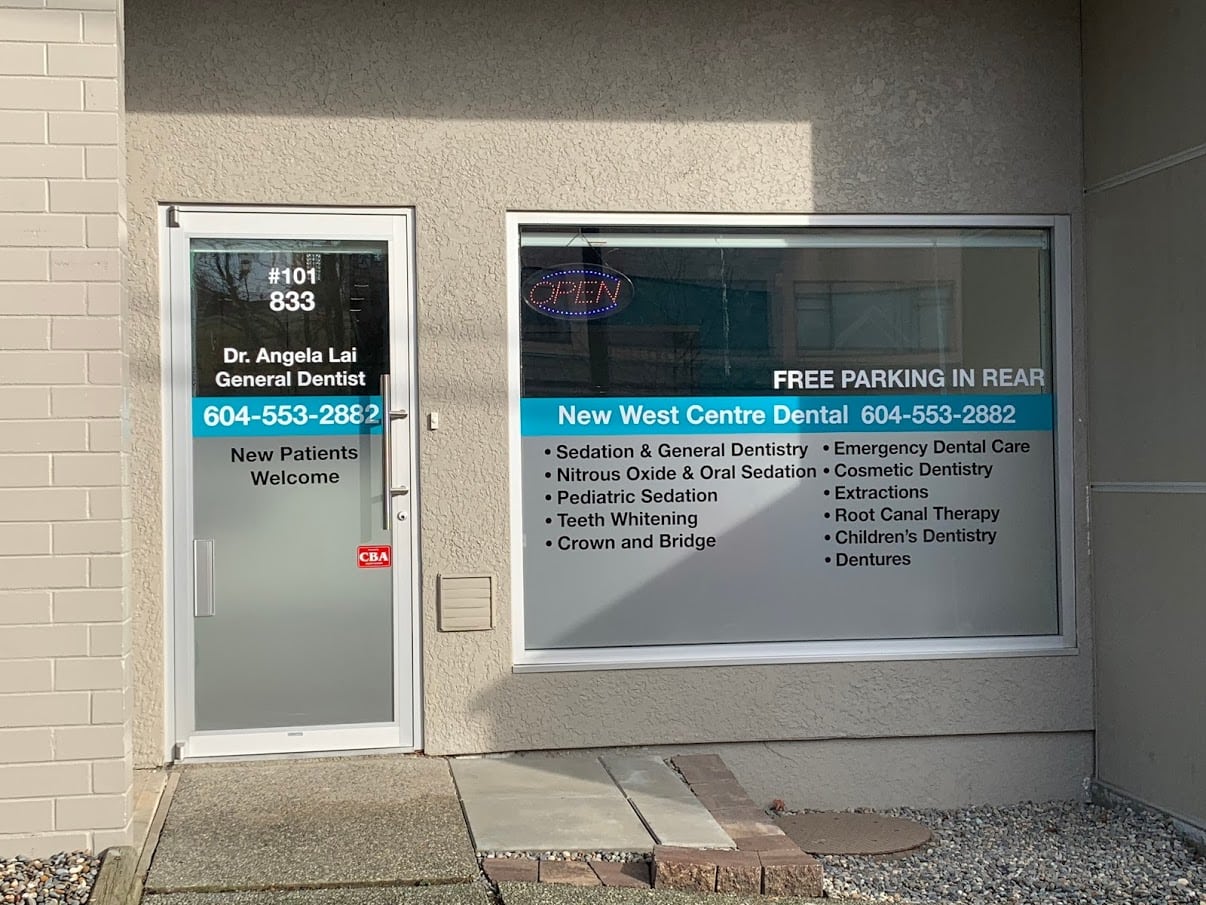 #101
833
Dr. Angela Lai
General Dentist
604-553-2882
New Patients
Welcome
CBA
OPEN
FREE PARKING IN REAR
New West Centre Dental 604-553-2882
• Sedation & General Dentistry
• Nitrous Oxide & Oral Sedation
• Pediatric Sedation
• Teeth Whitening
• Crown and Bridge
• Emergency Dental Care
• Cosmetic Dentistry
• Extractions
• Root Canal Therapy
• Children's Dentistry
• Dentures